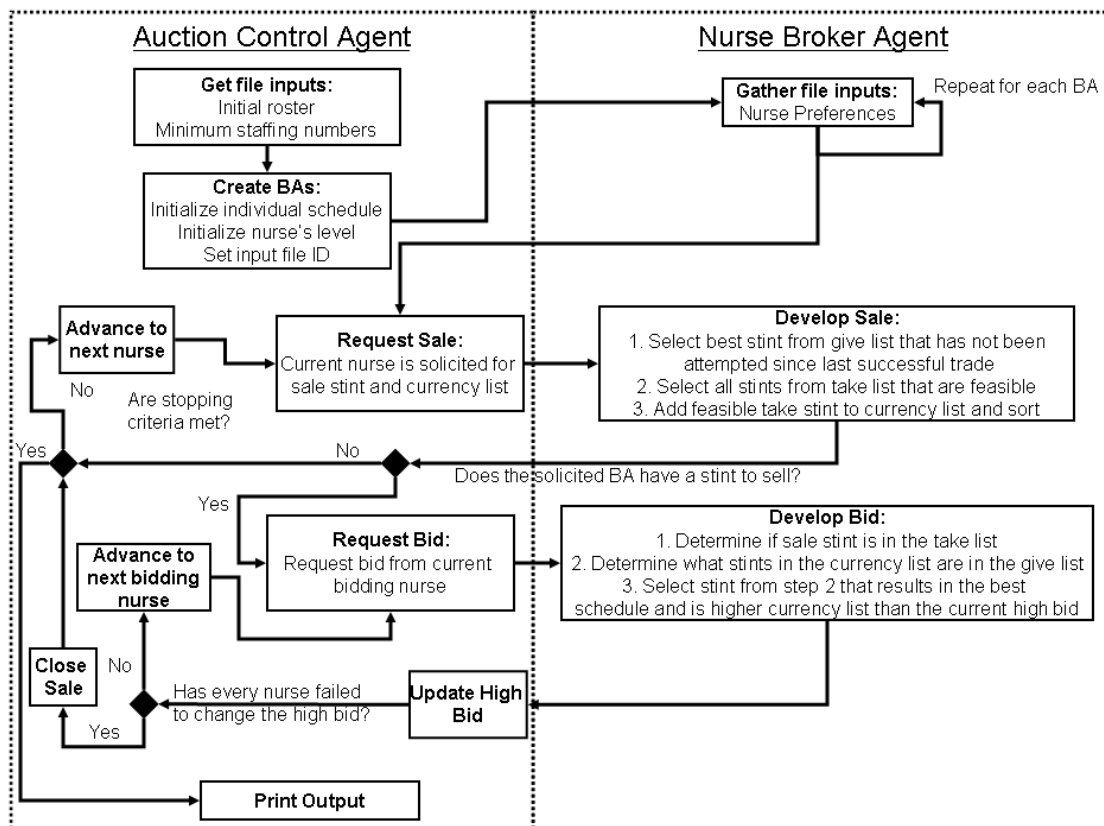 Auction Control Agent
Nurse Broker Agent
Get file inputs:
Initial roster
Minimum staffing numbers
Gather file inputs:
Nurse Preferences
Repeat for each BA
Create BAs:
Initialize individual schedule
Initialize nurse's level
Set input file ID
Advance to
next nurse
Request Sale:
Current nurse is solicited for
sale stint and currency list
Develop Sale:
1. Select best stint from give list that has not been
attempted since last successful trade
2. Select all stints from take list that are feasible
3. Add feasible take stint to currency list and sort
No
Are stopping
criteria met?
Yes
No
Does the solicited BA have a stint to sell?
Yes
Request Bid:
Request bid from current
bidding nurse
Develop Bid:
1. Determine if sale stint is in the take list
2. Determine what stints in the currency list are in the give list
3. Select stint from step 2 that results in the best
schedule and is higher currency list than the current high bid
Advance to
next bidding
nurse
Close
Sale
No
Has every nurse failed
to change the high bid?
Update High
Bid
Yes
Print Output